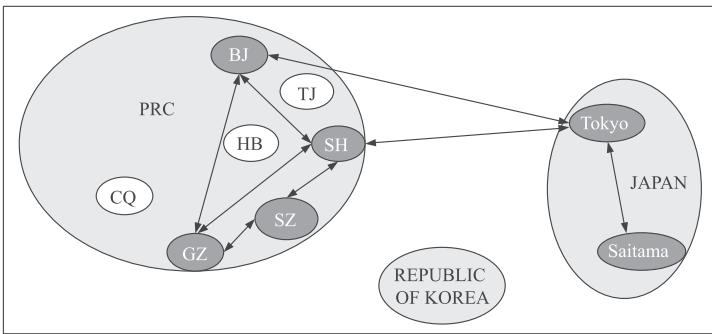 BJ
TJ
PRC
Tokyo
HB
SH
JAPAN
CQ
SZ
GZ
Saitama
REPUBLIC
OF KOREA